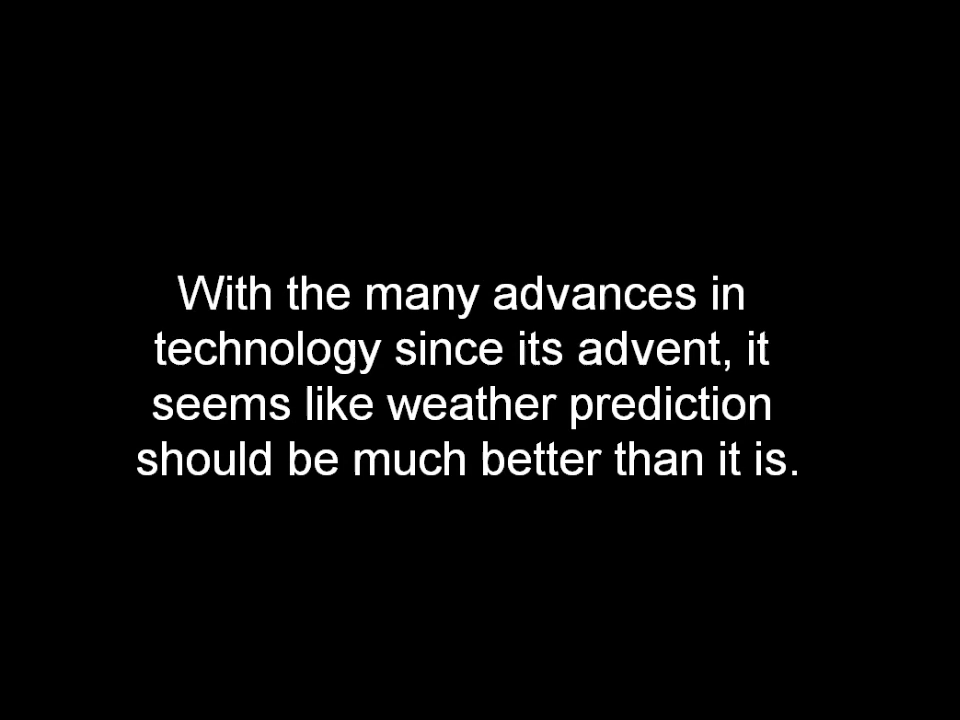 With the many advances in
technology since its advent, it
seems like weather prediction
should be much better than it is.